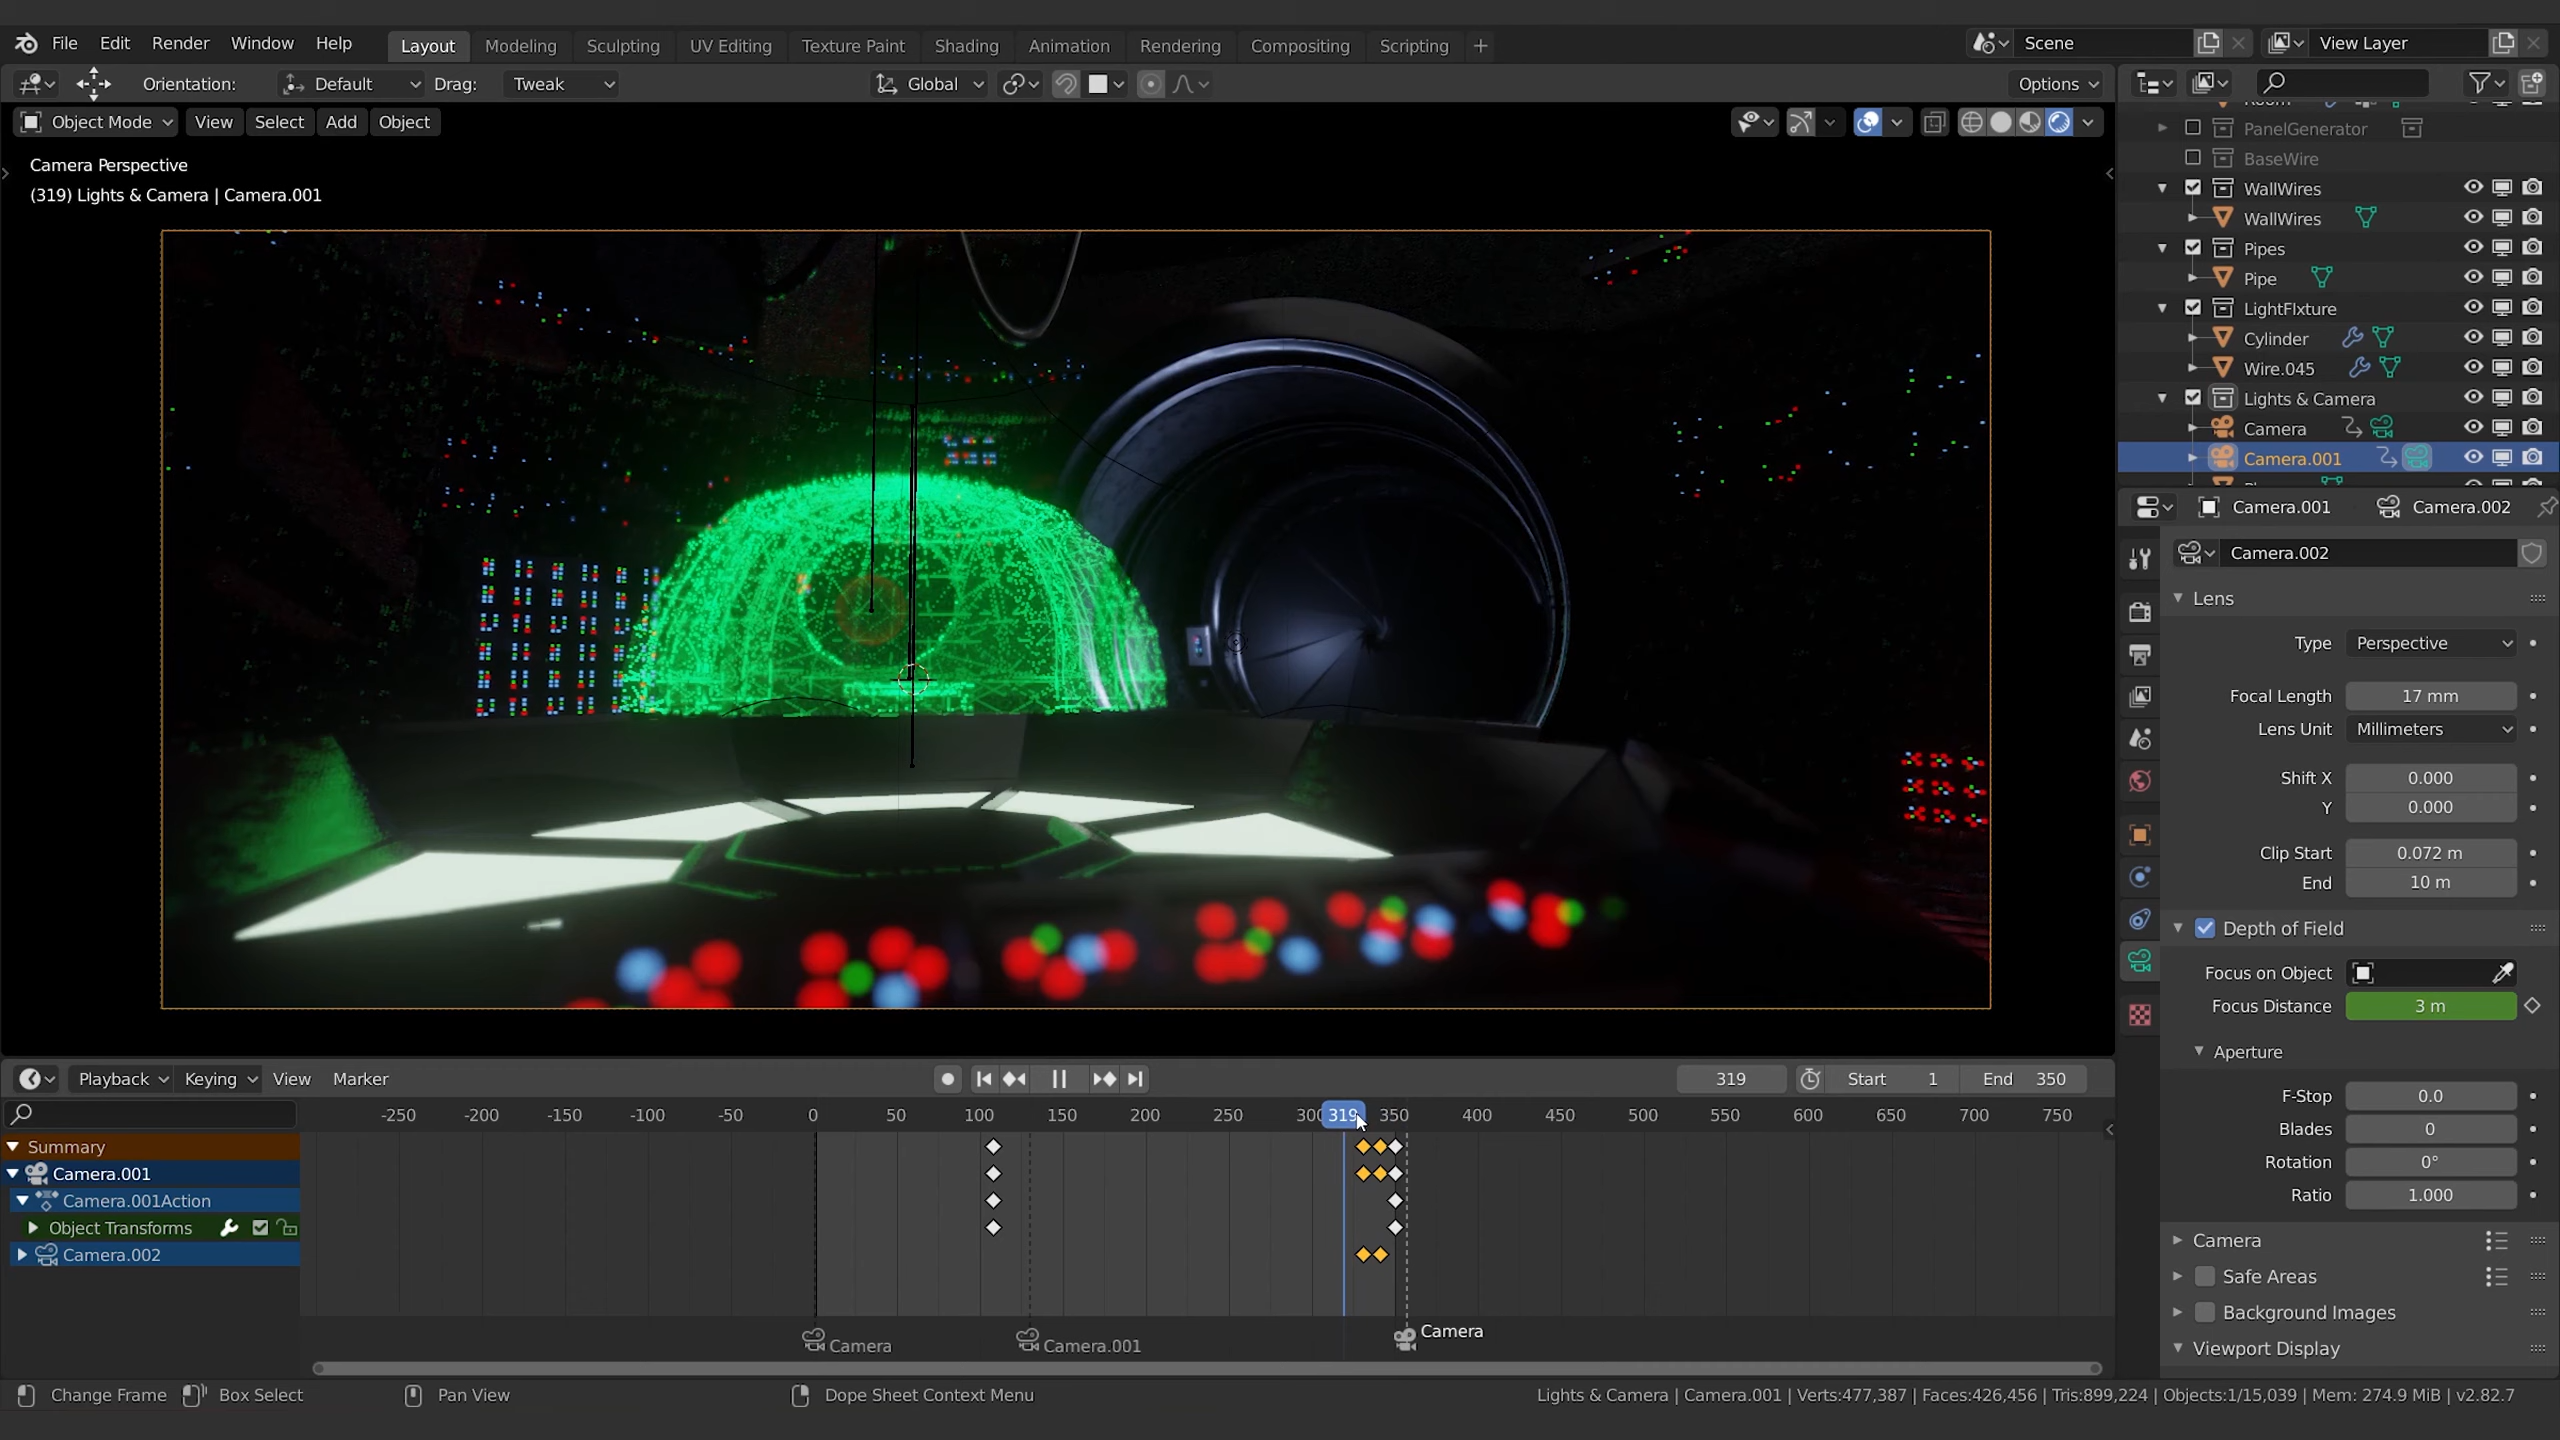 File Edit Render Window Help Layout Modeling Sculpting UV Editing Texture Paint Shading Animation Rendering Compositing Scripting + Scene View Layer
Orientation: Default Drag: Tweak Global Options
Object Mode View Select Add Object
Camera Perspective
(319) Lights & Camera | Camera.001
PanelGenerator
BaseWire
WallWires
WallWires
Pipes
Pipe
LightFIxture
Cylinder
Wire.045
Lights & Camera
Camera
Camera.001
Camera.001 Camera.002
Camera.002
Lens
Type Perspective
Focal Length 17 mm
Lens Unit Millimeters
Shift X 0.000
Y 0.000
Clip Start 0.072 m
End 10 m
Depth of Field
Focus on Object
Focus Distance 3 m
Aperture
F-Stop 0.0
Blades 0
Rotation 0°
Ratio 1.000
Camera
Safe Areas
Background Images
Viewport Display
Playback Keying View Marker 319 Start 1 End 350
-250 -200 -150 -100 -50 0 50 100 150 200 250 300 319 350 400 450 500 550 600 650 700 750
Summary
Camera.001
Camera.001Action
Object Transforms
Camera.002
Camera Camera.001 Camera
Change Frame Box Select Pan View Dope Sheet Context Menu Lights & Camera | Camera.001 | Verts:477,387 | Faces:426,456 | Tris:899,224 | Objects:1/15,039 | Mem: 274.9 MiB | v2.82.7